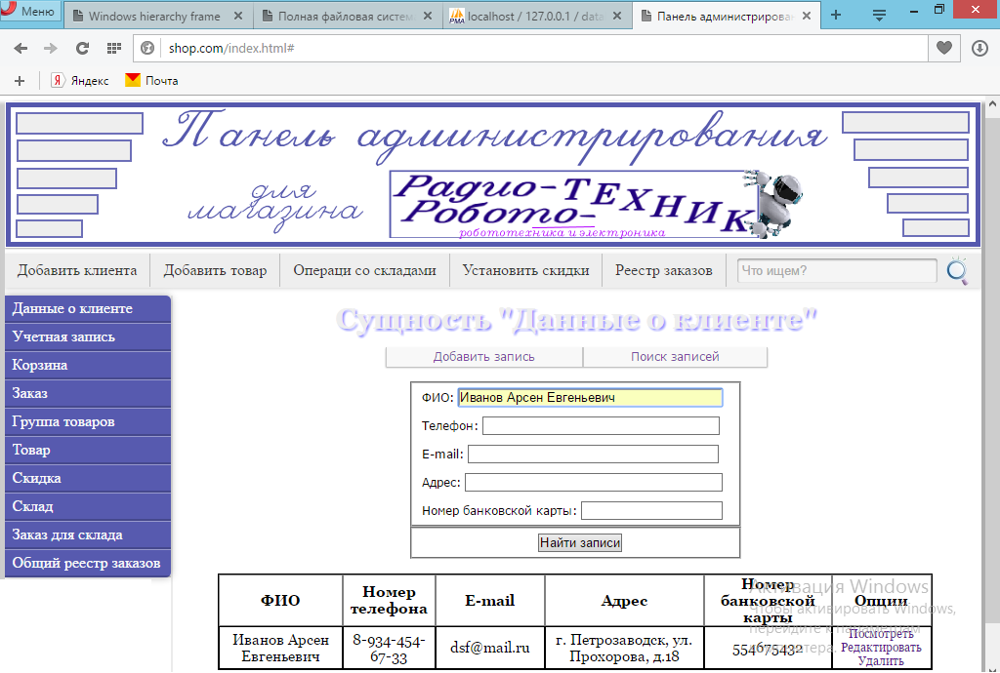 Меню
Windows hierarchy frame
Полная файловая систем
localhost / 127.0.0.1 / data
Панель администрирова
shop.com/index.html#
Яндекс
Почта
Панель администрирования
для
магазина
Радио-ТЕХНИК
Робото-
робототехника и электроника
Добавить клиента
Добавить товар
Операци со складами
Установить скидки
Реестр заказов
Что ищем?
Данные о клиенте
Учетная запись
Корзина
Заказ
Группа товаров
Товар
Скидка
Склад
Заказ для склада
Общий реестр заказов
Сущность "Данные о клиенте"
Добавить запись
Поиск записей
ФИО: Иванов Арсен Евгеньевич
Телефон:
E-mail:
Адрес:
Номер банковской карты:
Найти записи
ФИО
Номер
телефона
E-mail
Адрес
Номер
банковской
карты
Опции
Иванов Арсен
Евгеньевич
8-934-454-
67-33
dsf@mail.ru
г. Петрозаводск, ул.
Прохорова, д.18
554675432
Посмотреть
Редактировать
Удалить
Активация Windows
Чтобы активировать Windows,
перейдите к параметрам
компьютера.